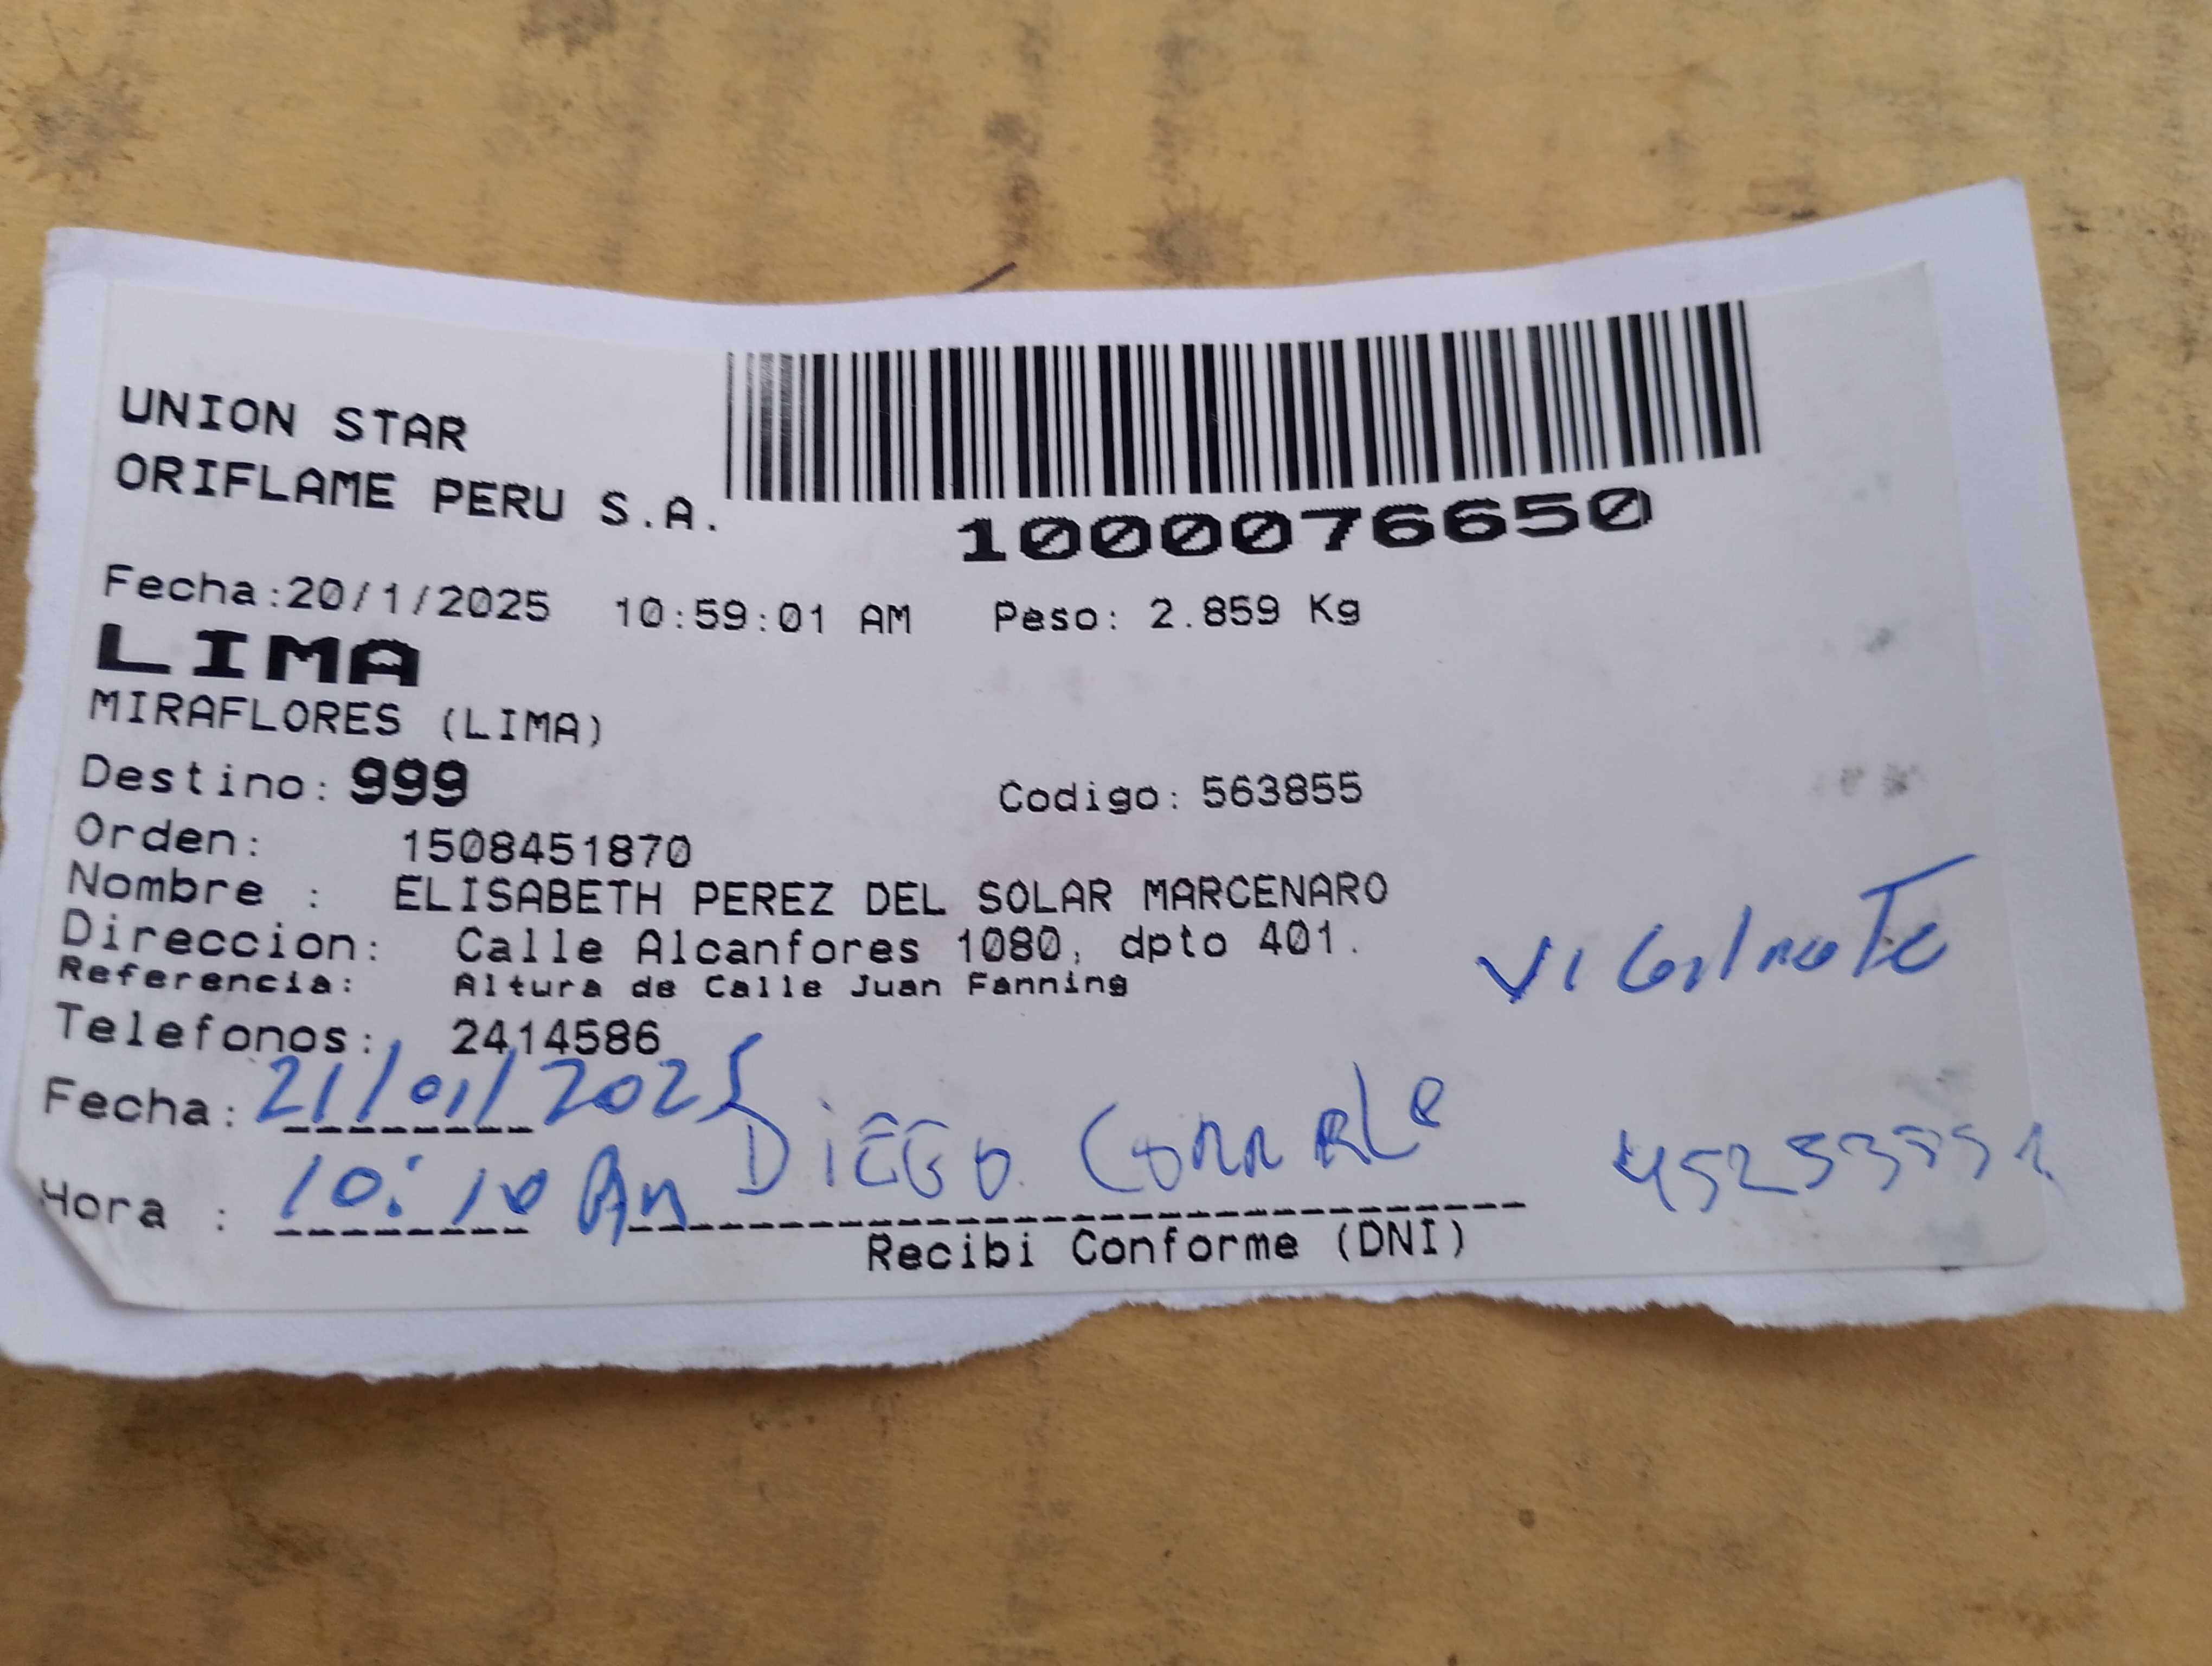 UNION STAR
ORIFLAME PERU S.A.
1000076650
Fecha:20/1/2025 10:59:01 AM Peso: 2.859 Kg
LIMA
MIRAFLORES (LIMA)
Destino: 999 Codigo: 563855
Orden: 1508451870
Nombre : ELISABETH PEREZ DEL SOLAR MARCENARO
Direccion: Calle Alcanfores 1080, dpto 401.
Referencia: Altura de Calle Juan Fanning
Telefonos: 2414586
Fecha: 21/01/2025 DiEGO
Hora : 10:10 Am
Recibi Conforme (DNI)